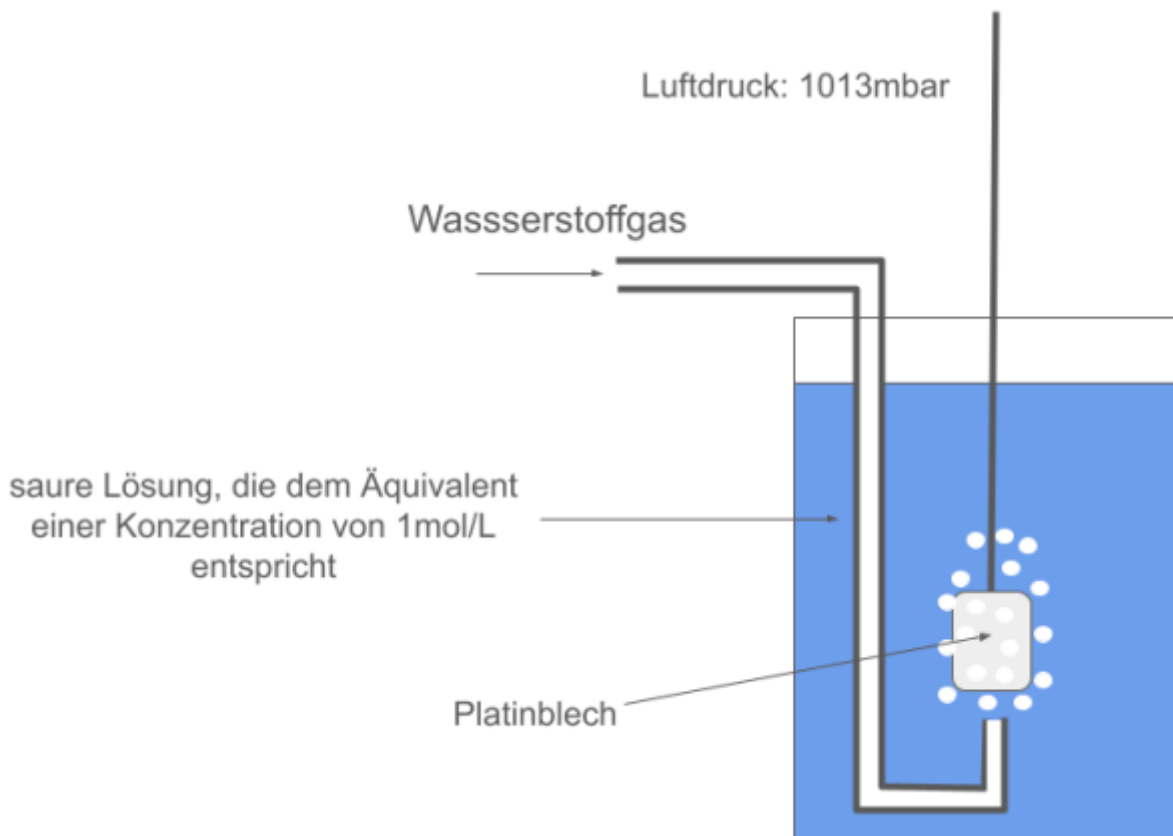 Luftdruck: 1013mbar
Wassserstoffgas
saure Lösung, die dem Äquivalent
einer Konzentration von 1mol/L
entspricht
Platinblech